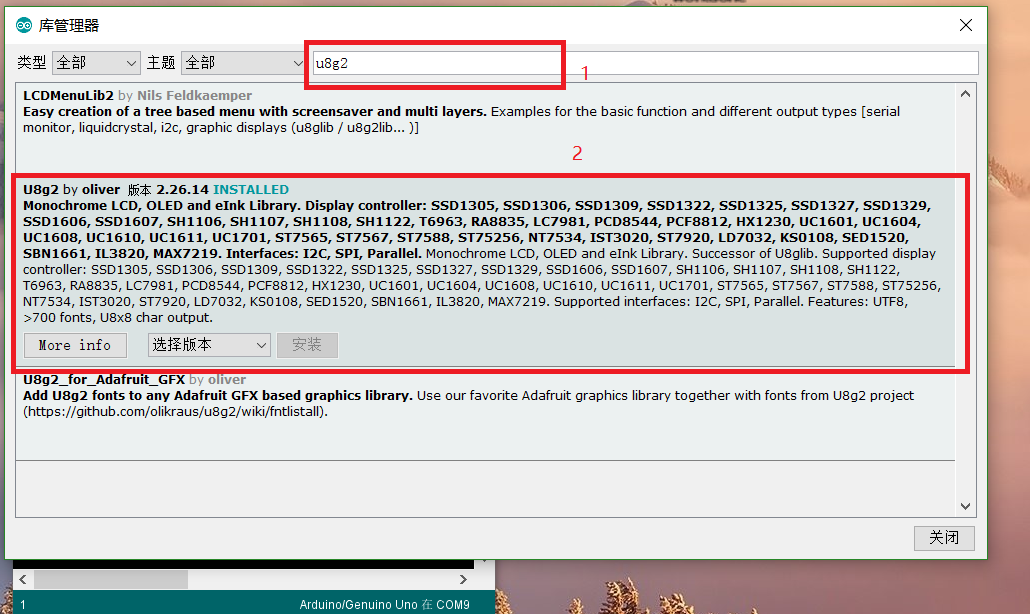 库管理器
类型 全部 主题 全部 u8g2
1
LCDMenuLib2 by Nils Feldkaemper
Easy creation of a tree based menu with screensaver and multi layers. Examples for the basic function and different output types [serial
monitor, liquidcrystal, i2c, graphic displays (u8glib / u8g2lib... )]
2
U8g2 by oliver 版本 2.26.14 INSTALLED
Monochrome LCD, OLED and eInk Library. Display controller: SSD1305, SSD1306, SSD1309, SSD1322, SSD1325, SSD1327, SSD1329,
SSD1606, SSD1607, SH1106, SH1107, SH1108, SH1122, T6963, RA8835, LC7981, PCD8544, PCF8812, HX1230, UC1601, UC1604,
UC1608, UC1610, UC1611, UC1701, ST7565, ST7567, ST7588, ST75256, NT7534, IST3020, ST7920, LD7032, KS0108, SED1520,
SBN1661, IL3820, MAX7219. Interfaces: I2C, SPI, Parallel. Monochrome LCD, OLED and eInk Library. Successor of U8glib. Supported display
controller: SSD1305, SSD1306, SSD1309, SSD1322, SSD1325, SSD1327, SSD1329, SSD1606, SSD1607, SH1106, SH1107, SH1108, SH1122,
T6963, RA8835, LC7981, PCD8544, PCF8812, HX1230, UC1601, UC1604, UC1608, UC1610, UC1611, UC1701, ST7565, ST7567, ST7588, ST75256,
NT7534, IST3020, ST7920, LD7032, KS0108, SED1520, SBN1661, IL3820, MAX7219. Supported interfaces: I2C, SPI, Parallel. Features: UTF8,
>700 fonts, U8x8 char output.
More info 选择版本 安装
U8g2_for_Adafruit_GFX by oliver
Add U8g2 fonts to any Adafruit GFX based graphics library. Use our favorite Adafruit graphics library together with fonts from U8g2 project
(https://github.com/olikraus/u8g2/wiki/fntlistall).
关闭
1 Arduino/Genuino Uno 在 COM9